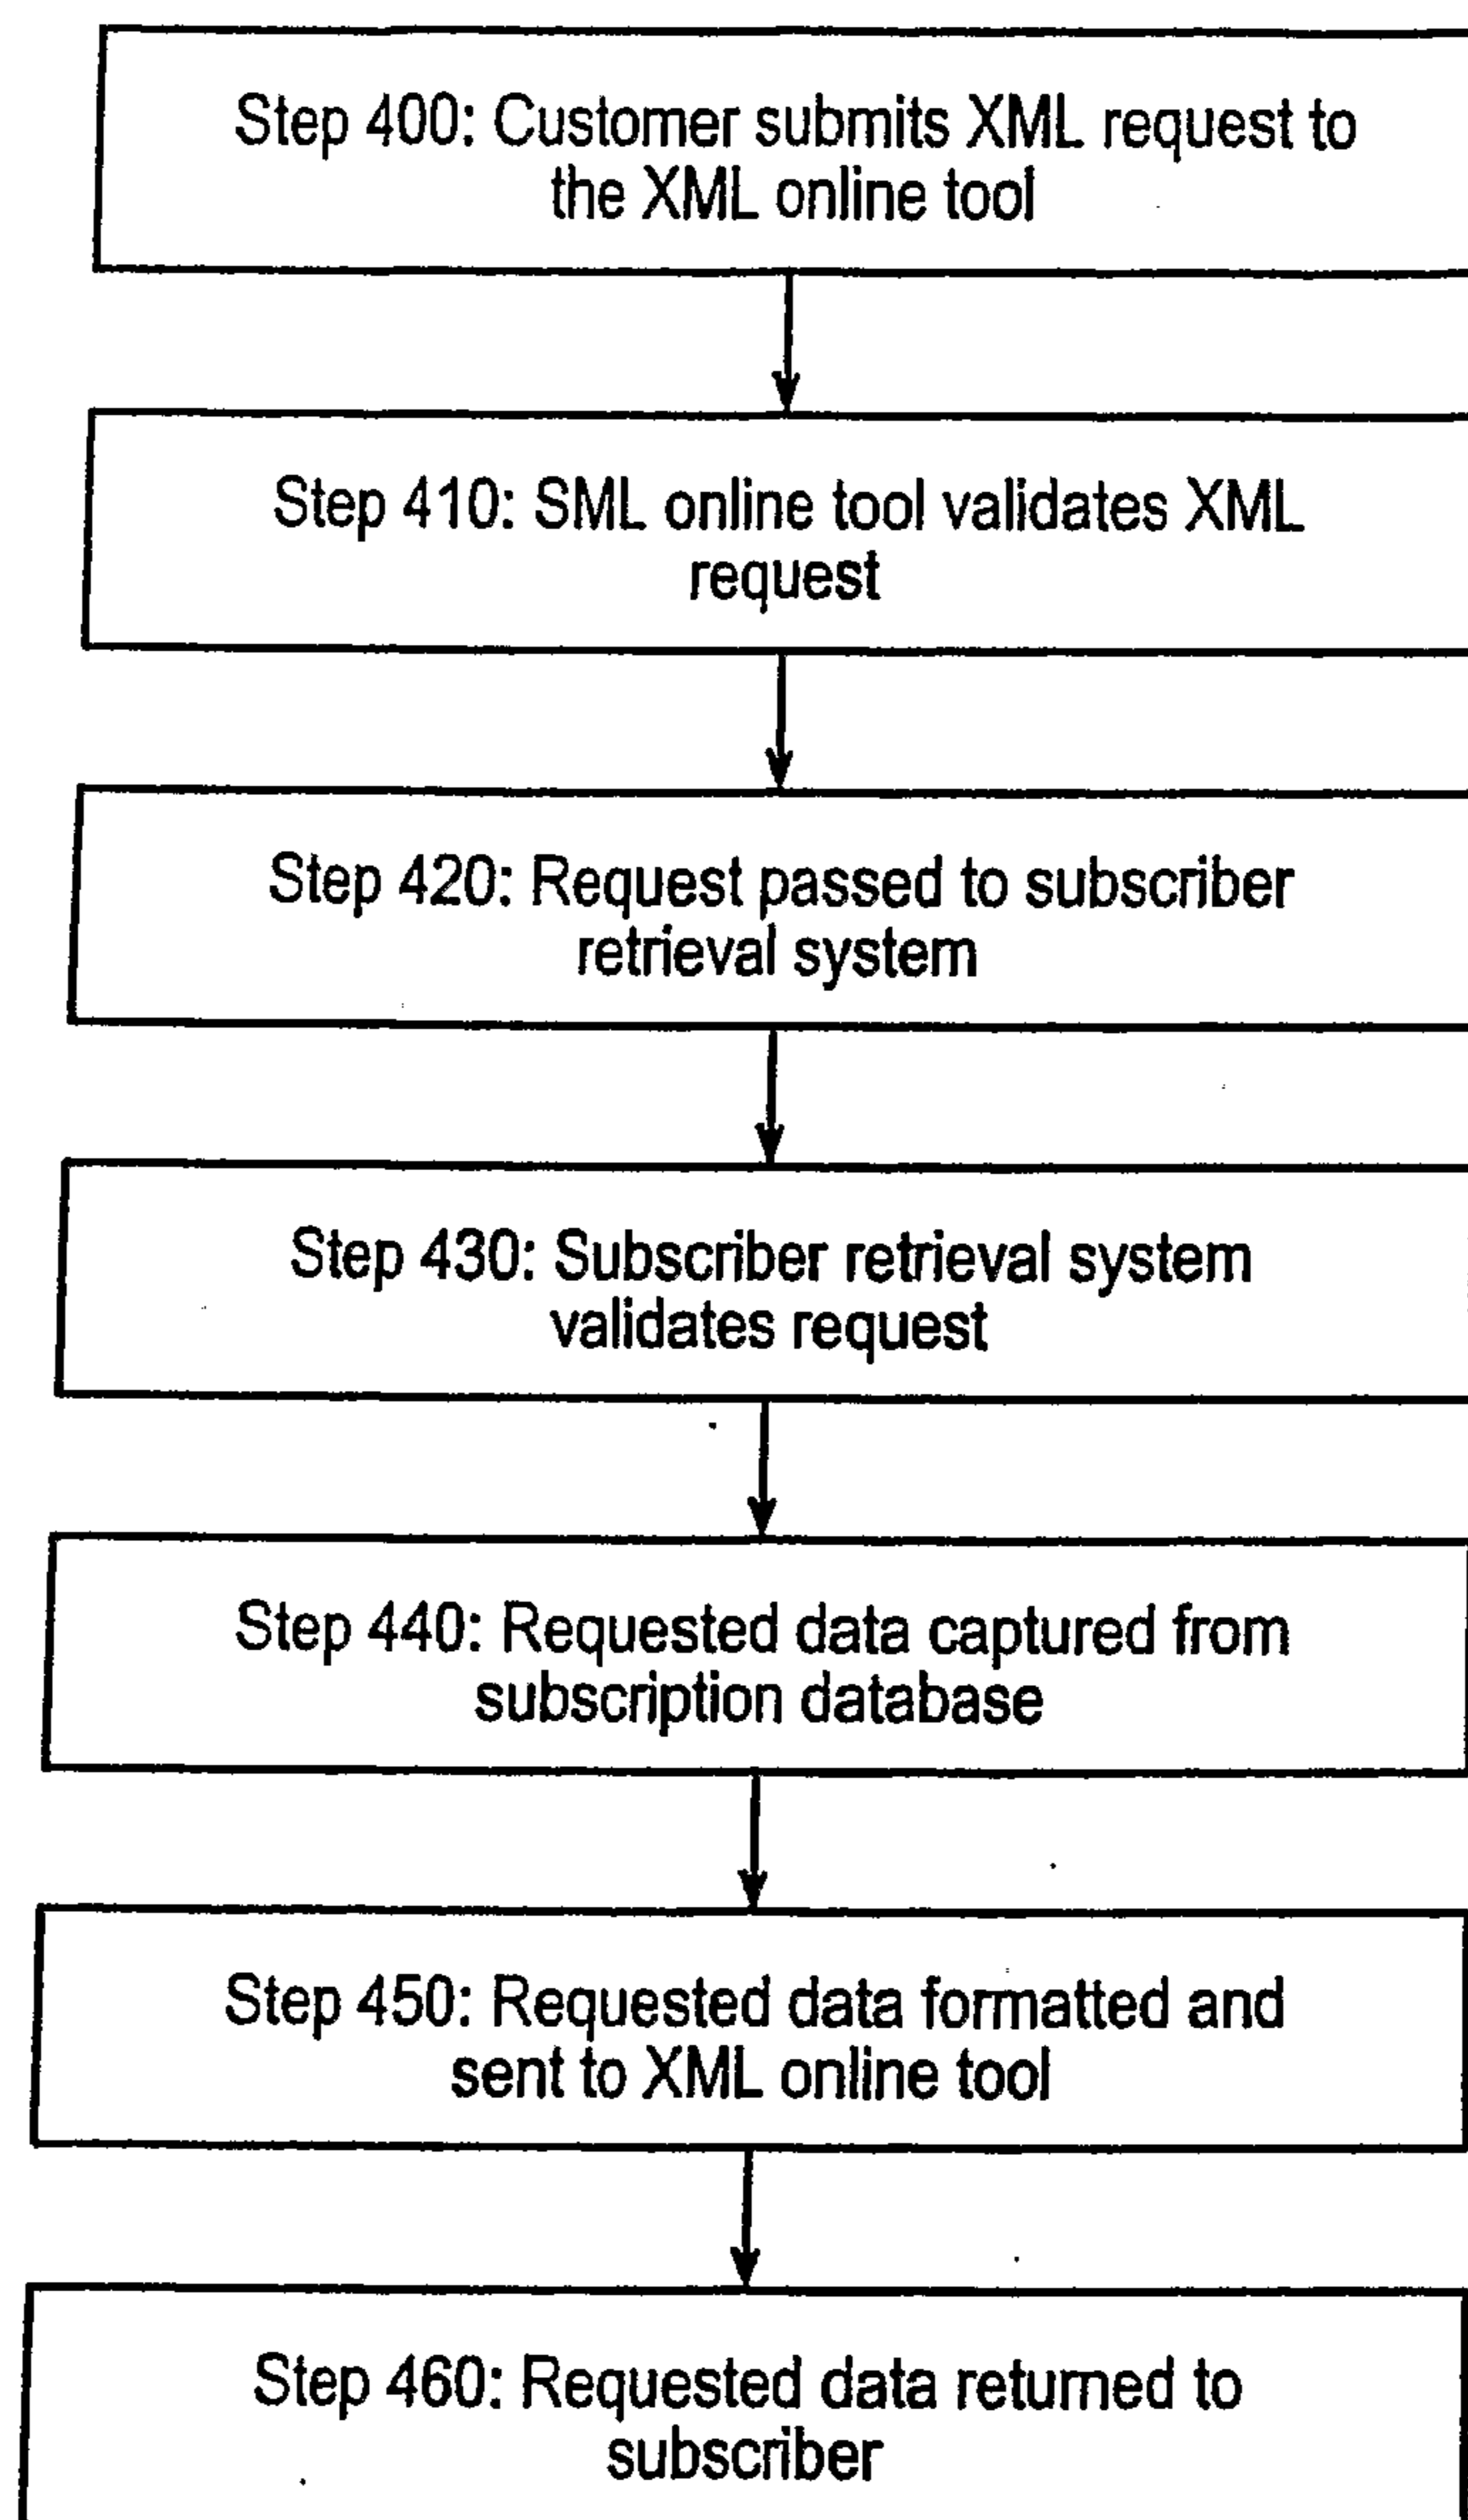 Step 400: Customer submits XML request to
the XML online tool
Step 410: SML online tool validates XML
request
Step 420: Request passed to subscriber
retrieval system
Step 430: Subscriber retrieval system
validates request
Step 440: Requested data captured from
subscription database
Step 450: Requested data formatted and
sent to XML online tool
Step 460: Requested data returned to
subscriber